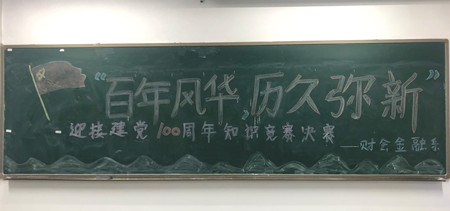 “百年风华，历久弥新”
迎接建党100周年知识竞赛决赛
——财会金融系